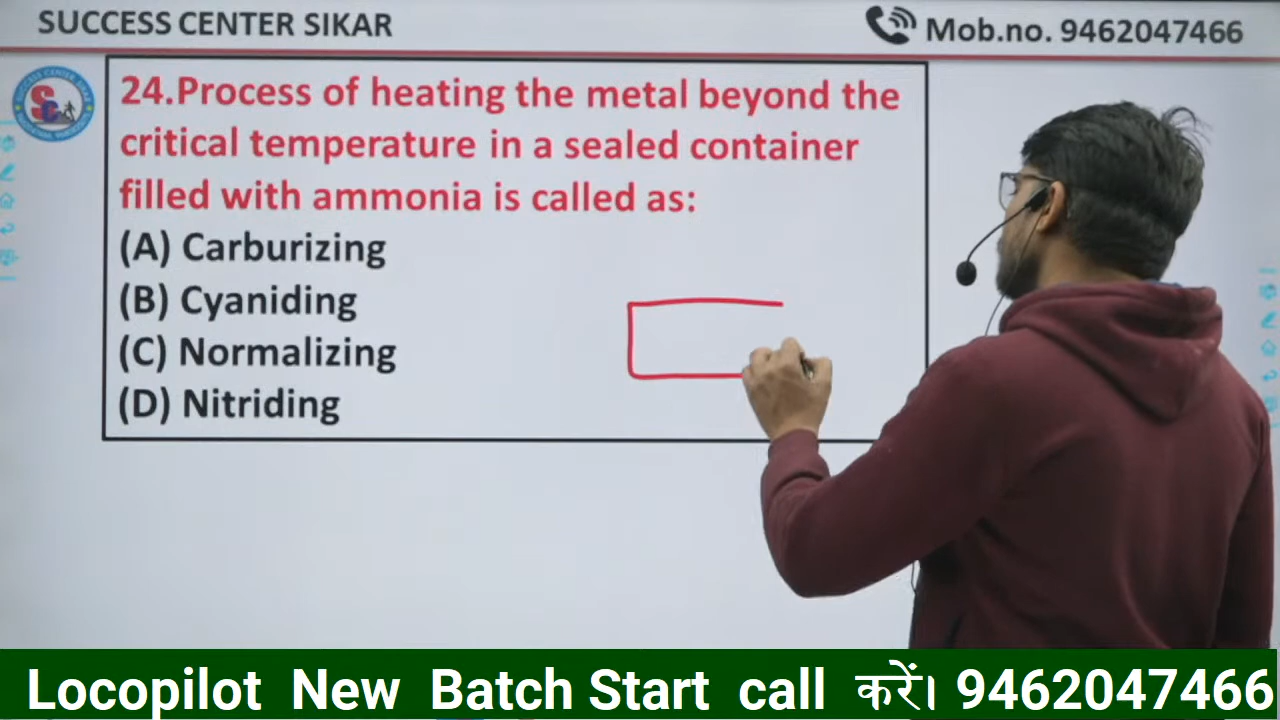 SUCCESS CENTER SIKAR
Mob.no. 9462047466
24.Process of heating the metal beyond the
critical temperature in a sealed container
filled with ammonia is called as:
(A) Carburizing
(B) Cyaniding
(C) Normalizing
(D) Nitriding
Locopilot New Batch Start call करें। 9462047466